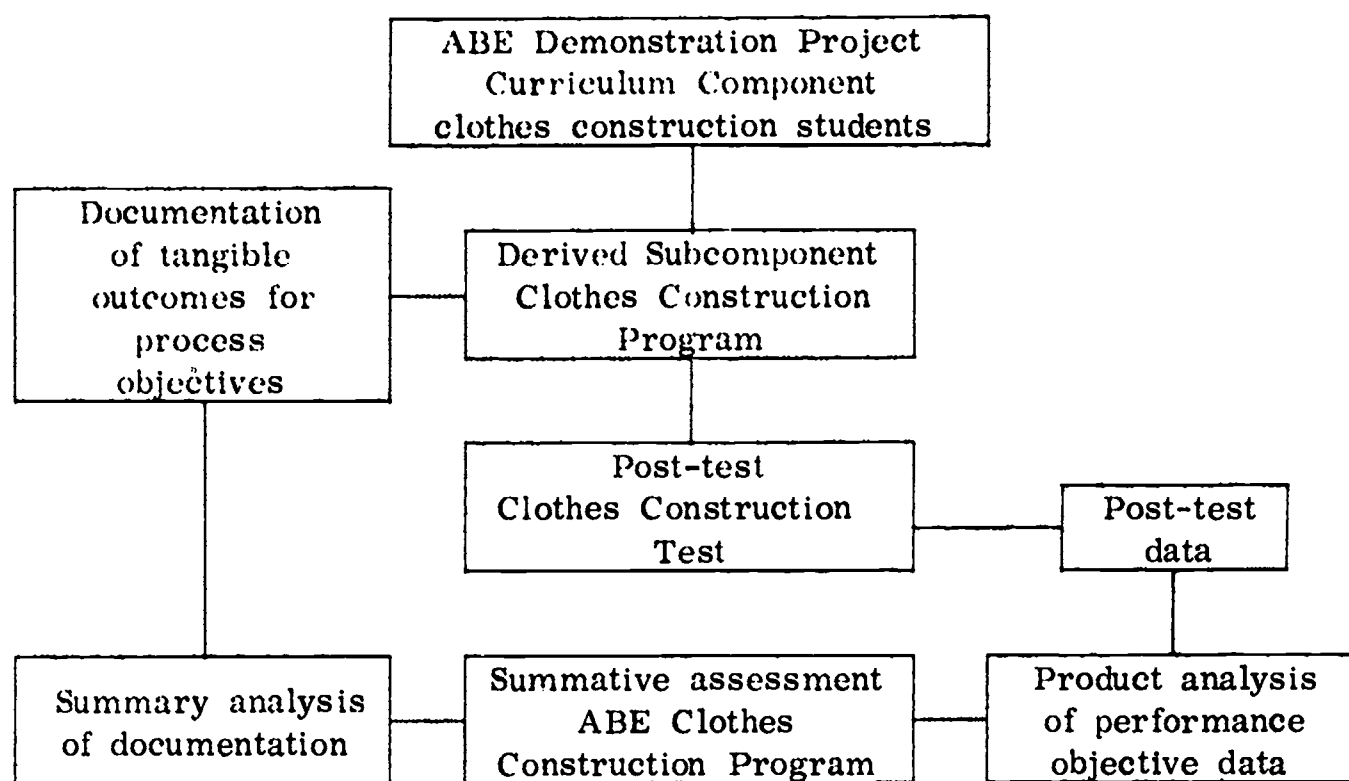 ABE Demonstration Project
Curriculum Component
clothes construction students
Documentation
of tangible
outcomes for
process
objectives
Derived Subcomponent
Clothes Construction
Program
Post-test
Clothes Construction
Test
Post-test
data
Summary analysis
of documentation
Summative assessment
ABE Clothes
Construction Program
Product analysis
of performance
objective data